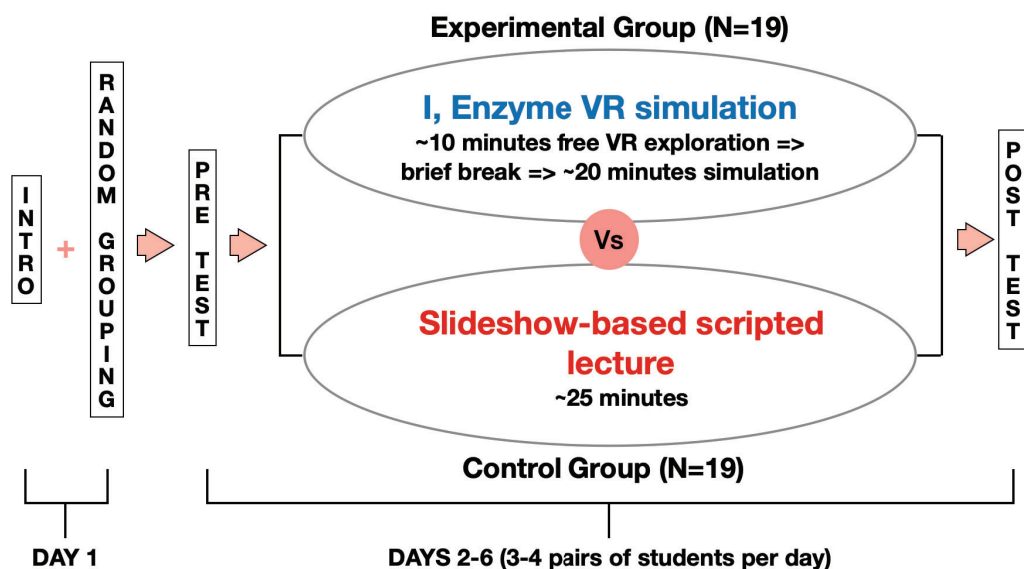 Experimental Group (N=19)
INTRO
+
RANDOM GROUPING
PRE TEST
I, Enzyme VR simulation
~10 minutes free VR exploration =>
brief break => ~20 minutes simulation
Vs
Slideshow-based scripted
lecture
~25 minutes
POST TEST
Control Group (N=19)
DAY 1
DAYS 2-6 (3-4 pairs of students per day)